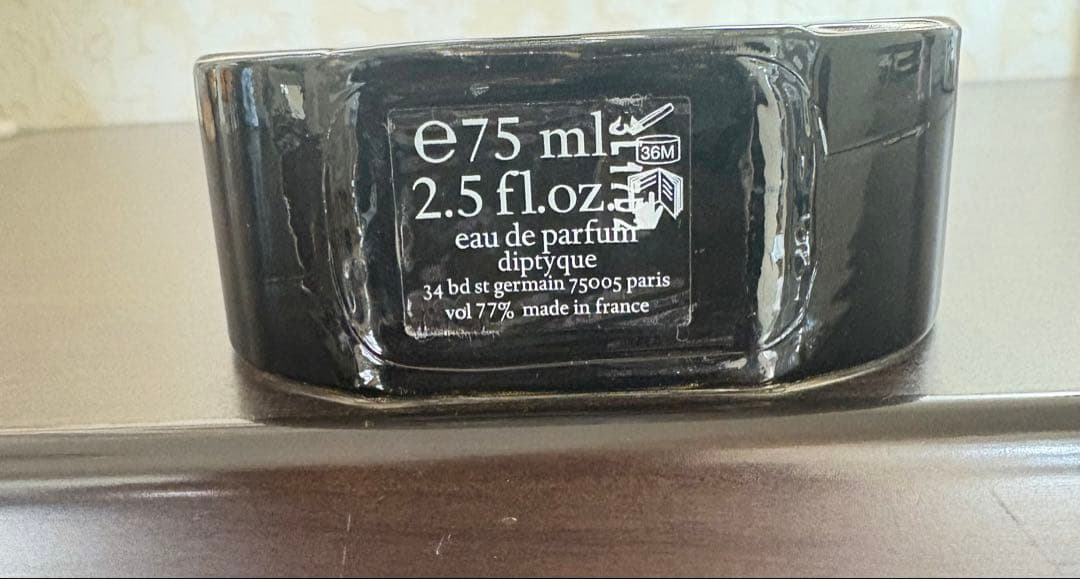 e75 ml
2.5 fl.oz.
36M
eau de parfum
diptyque
34 bd st germain 75005 paris
vol 77% made in france